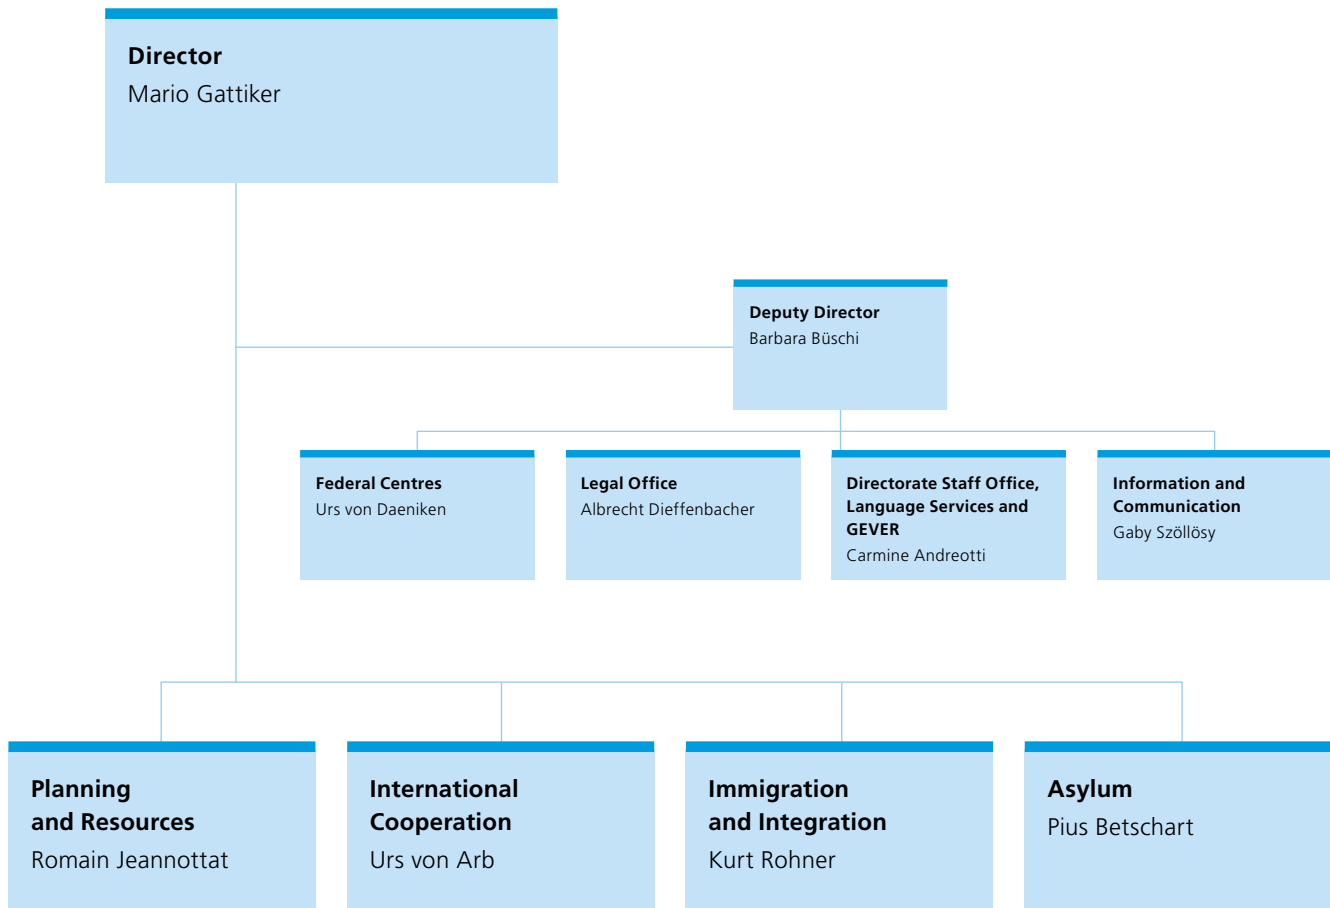 Director
Mario Gattiker
Deputy Director
Barbara Büschi
Federal Centres
Urs von Daeniken
Legal Office
Albrecht Dieffenbacher
Directorate Staff Office,
Language Services and
GEVER
Carmine Andreotti
Information and
Communication
Gaby Szöllösy
Planning
and Resources
Romain Jeannottat
International
Cooperation
Urs von Arb
Immigration
and Integration
Kurt Rohner
Asylum
Pius Betschart